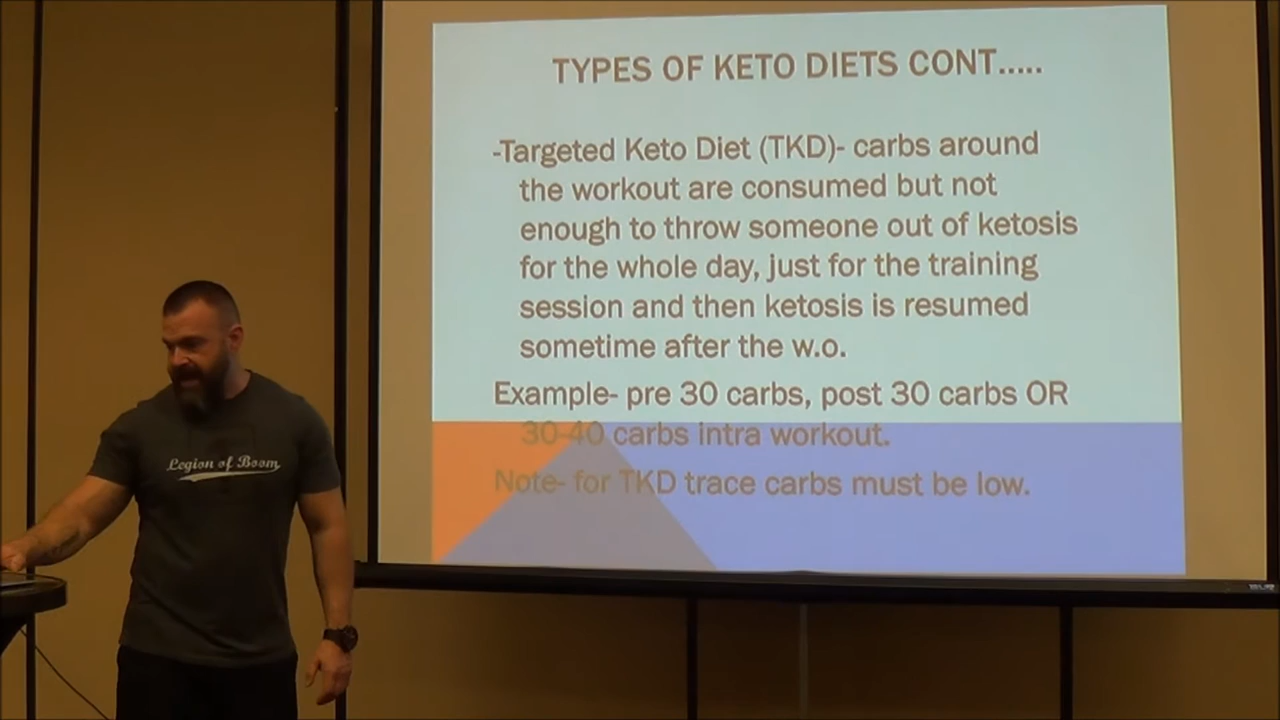 TYPES OF KETO DIETS CONT.....
-Targeted Keto Diet (TKD)- carbs around
the workout are consumed but not
enough to throw someone out of ketosis
for the whole day, just for the training
session and then ketosis is resumed
sometime after the w.o.
Example- pre 30 carbs, post 30 carbs OR
30-40 carbs intra workout.
Note- for TKD trace carbs must be low.
Legion of Boom